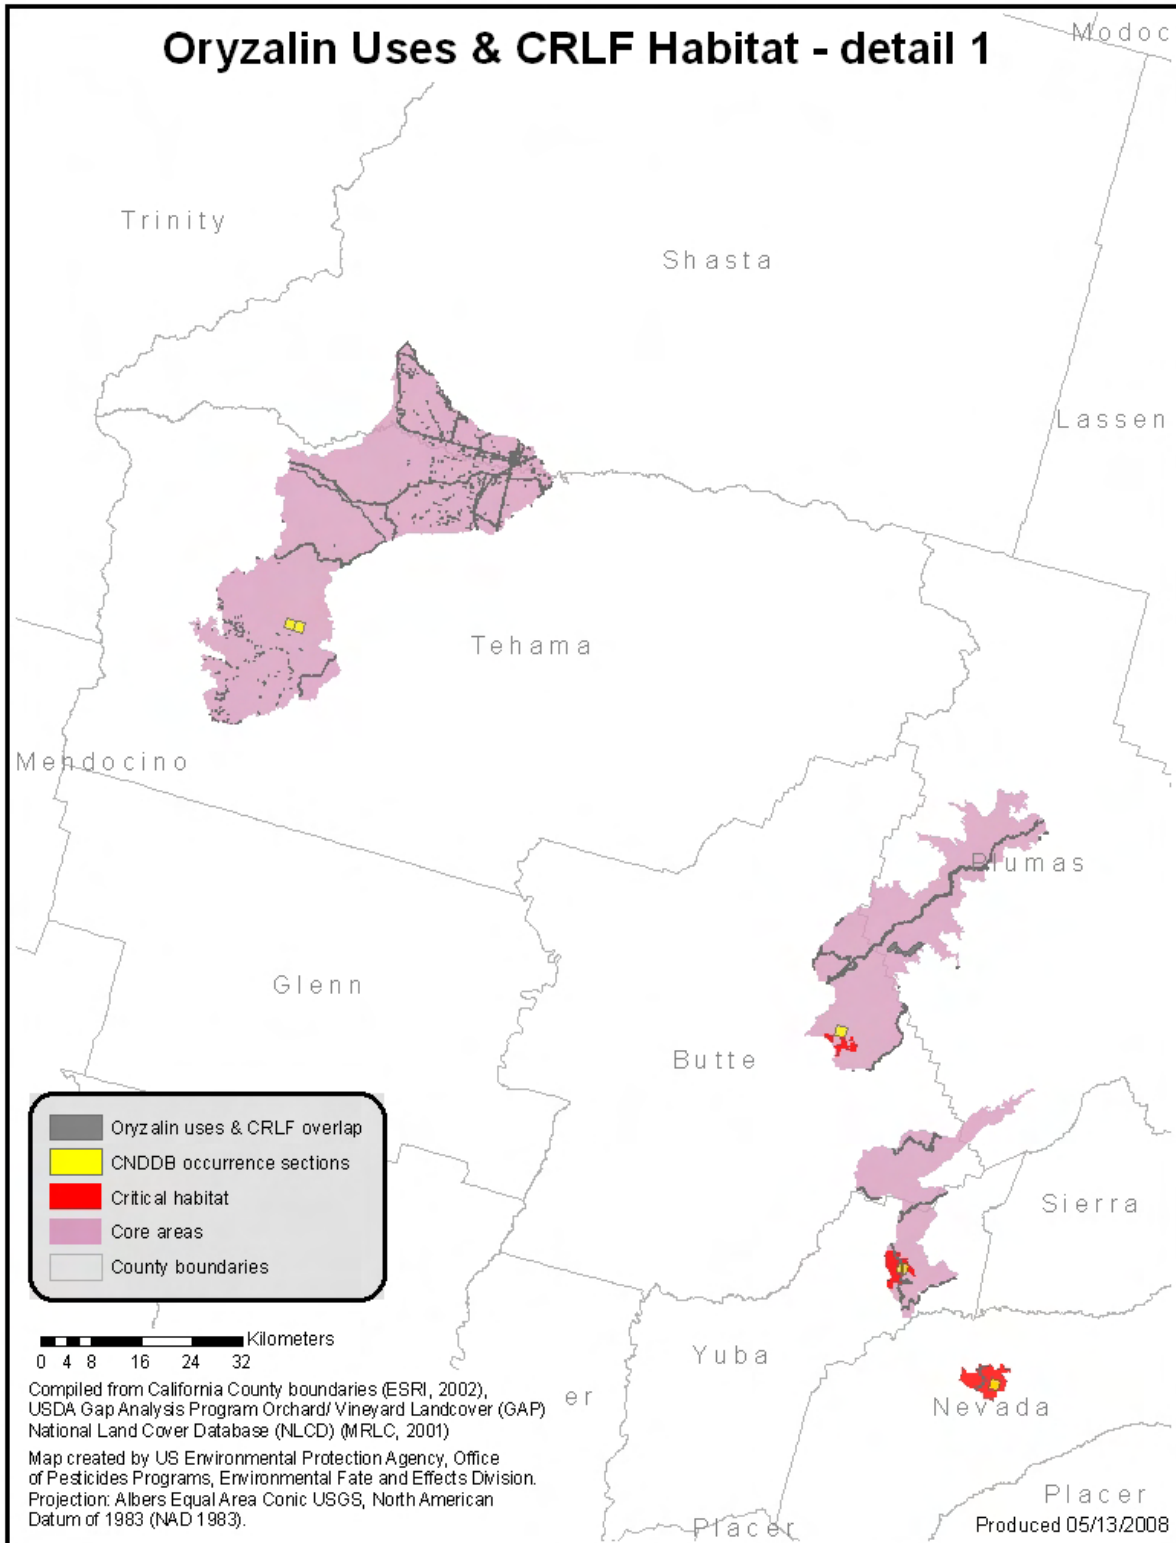 Oryzalin Uses & CRLF Habitat - detail 1
Modoc
Trinity
Shasta
Lassen
Tehama
Mendocino
Plumas
Glenn
Butte
Sierra
Yuba
er
Nevada
Placer
Placer
Oryzalin uses & CRLF overlap
CNDDB occurrence sections
Critical habitat
Core areas
County boundaries
Kilometers
0 4 8 16 24 32
Compiled from California County boundaries (ESRI, 2002),
USDA Gap Analysis Program Orchard/ Vineyard Landcover (GAP)
National Land Cover Database (NLCD) (MRLC, 2001)
Map created by US Environmental Protection Agency, Office
of Pesticides Programs, Environmental Fate and Effects Division.
Projection: Albers Equal Area Conic USGS, North American
Datum of 1983 (NAD 1983).
Produced 05/13/2008